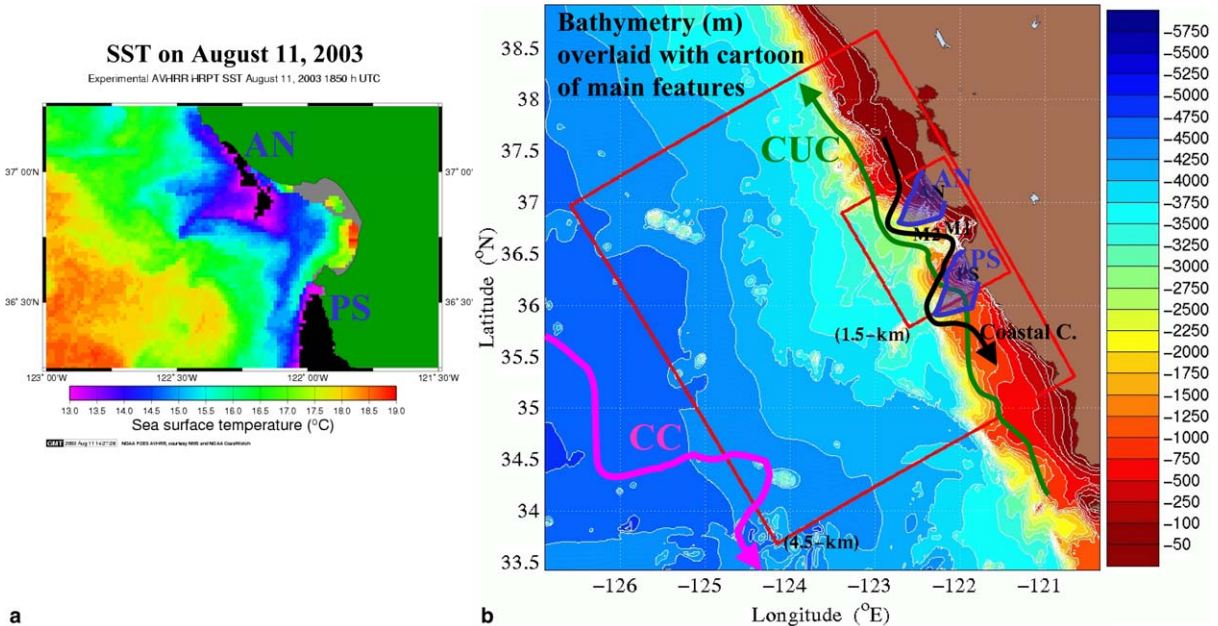 SST on August 11, 2003
Experimental AVHRR HRPT SST August 11, 2003 1850 h UTC
AN
PS
37° 00'N
36° 30'N
123° 00'W
122° 30'W
122° 00'W
121° 30'W
13.0 13.5 14.0 14.5 15.0 15.5 16.0 16.5 17.0 17.5 18.0 18.5 19.0
Sea surface temperature (°C)
a
Bathymetry (m)
overlaid with cartoon
of main features
CUC
AN
N
M2
M1
PS
PS
Coastal C.
(1.5-km)
CC
(4.5-km)
38.5
38
37.5
37
36.5
36
35.5
35
34.5
34
33.5
Latitude (°N)
-126 -125 -124 -123 -122 -121
Longitude (°E)
-5750
-5250
-5000
-4500
-4250
-4000
-3750
-3500
-3250
-3000
-2750
-2500
-2250
-2000
-1750
-1500
-1250
-1000
-750
-500
-250
-100
-50
b